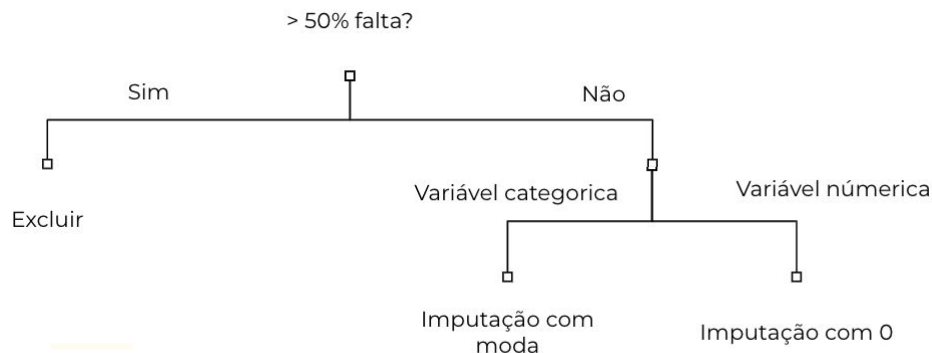 > 50% falta?
Sim
Não
Excluir
Variável categorica
Variável númerica
Imputação com
moda
Imputação com 0